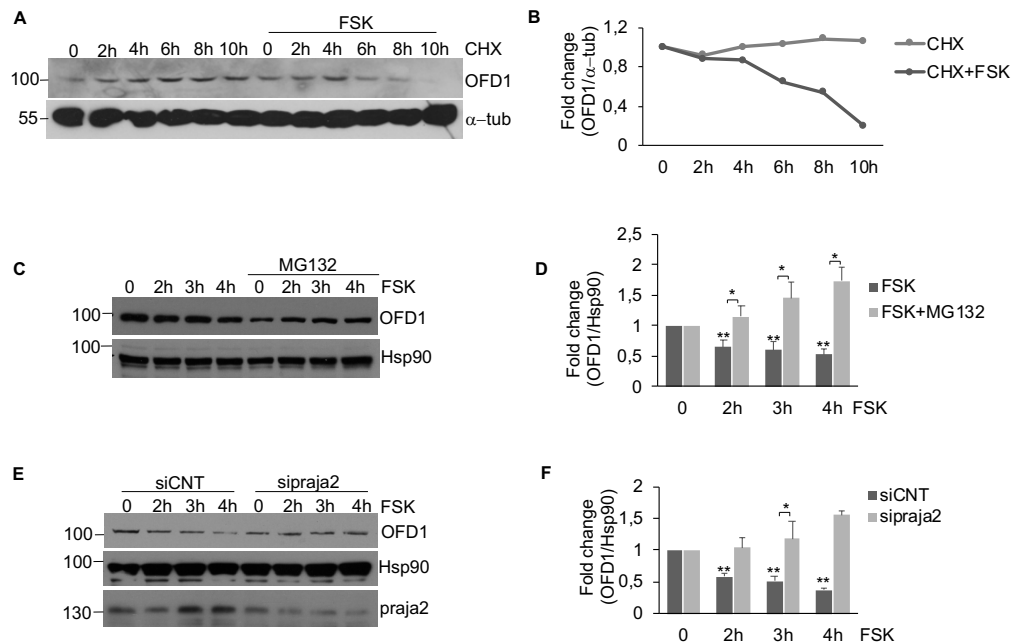 A
FSK
0 2h 4h 6h 8h 10h 0 2h 4h 6h 8h 10h CHX
100 OFD1
55 α–tub
B
Fold change
(OFD1/α–tub)
1,2
0,8
0,4
0
0 2h 4h 6h 8h 10h
CHX
CHX+FSK
C
MG132
0 2h 3h 4h 0 2h 3h 4h FSK
100 OFD1
100
Hsp90
D
Fold change
(OFD1/Hsp90)
2,5
2
1,5
1
0,5
0
** * ** * ** *
0 2h 3h 4h FSK
FSK
FSK+MG132
E
siCNT sipraja2
0 2h 3h 4h 0 2h 3h 4h FSK
100 OFD1
100 Hsp90
130 praja2
F
Fold change
(OFD1/Hsp90)
2
1,5
1
0,5
0
** ** * **
0 2h 3h 4h FSK
siCNT
sipraja2